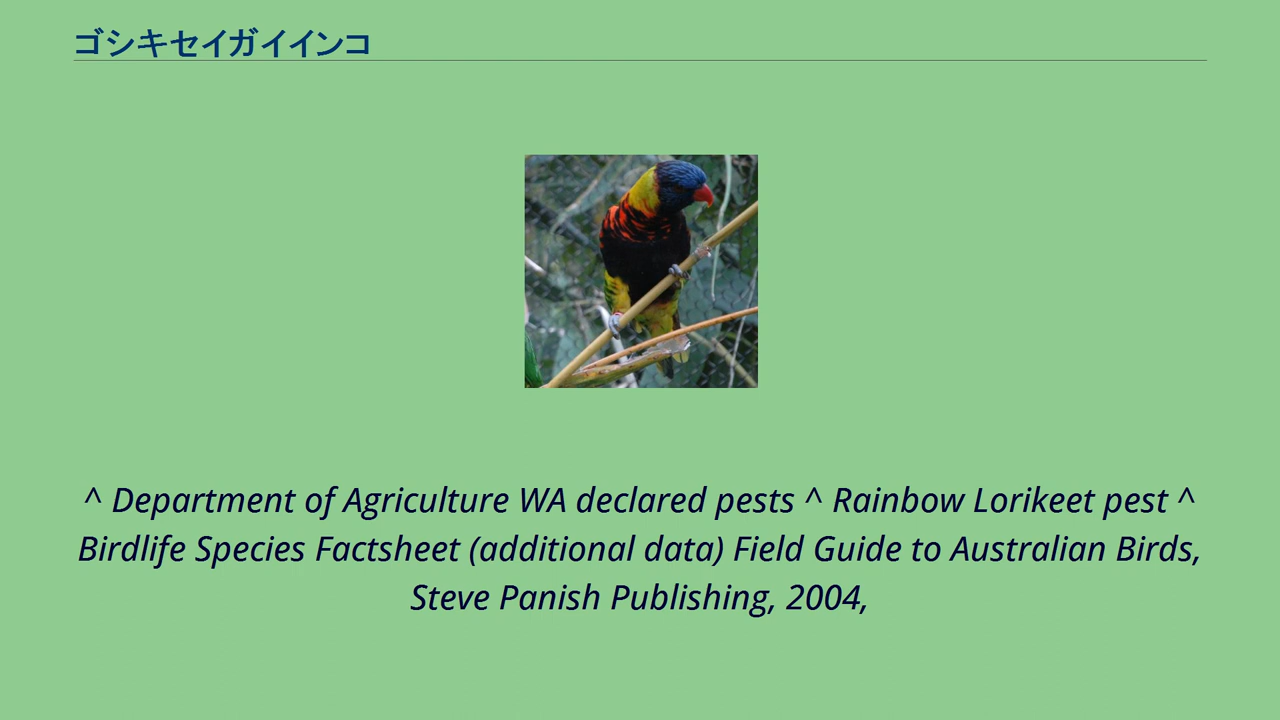 ゴシキセイガイインコ
^ Department of Agriculture WA declared pests ^ Rainbow Lorikeet pest ^
Birdlife Species Factsheet (additional data) Field Guide to Australian Birds,
Steve Panish Publishing, 2004,